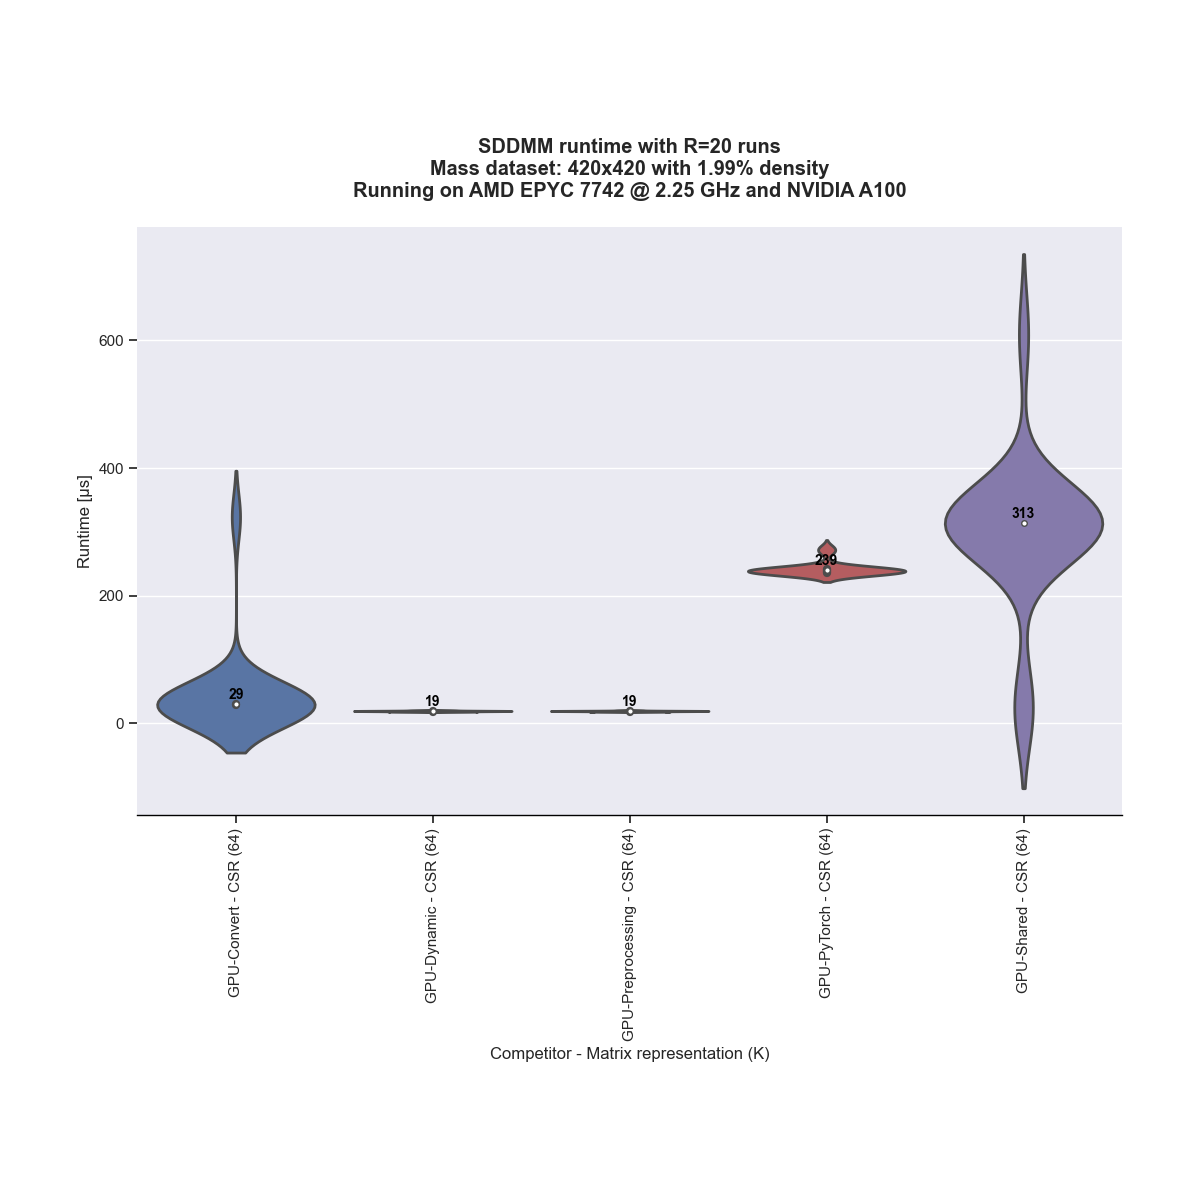 SDDMM runtime with R=20 runs
Mass dataset: 420x420 with 1.99% density
Running on AMD EPYC 7742 @ 2.25 GHz and NVIDIA A100
Runtime [µs]
600
400
200
0
29
19
19
239
313
GPU-Convert - CSR (64)
GPU-Dynamic - CSR (64)
GPU-Preprocessing - CSR (64)
GPU-PyTorch - CSR (64)
GPU-Shared - CSR (64)
Competitor - Matrix representation (K)